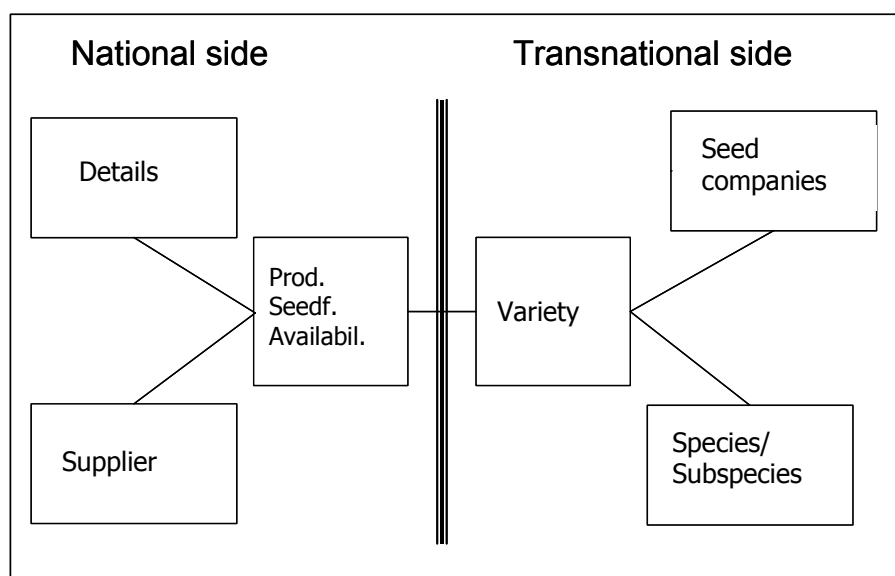 National side
Transnational side
Details
Seed
companies
Prod.
Seedf.
Availabil.
Variety
Supplier
Species/
Subspecies